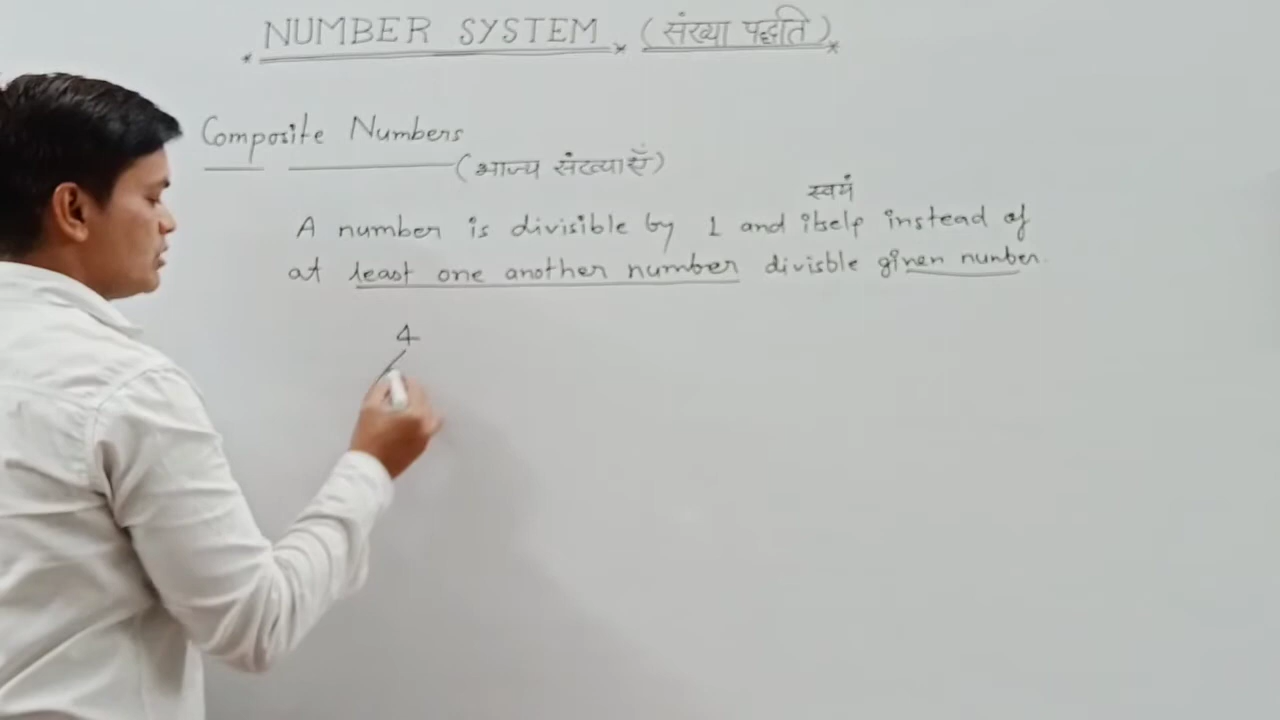 NUMBER SYSTEM (संख्या पद्धति)
Composite Numbers
(भाज्य संख्याएँ)
स्वयं
A number is divisible by 1 and itself instead of
at least one another number divisble given number.
4